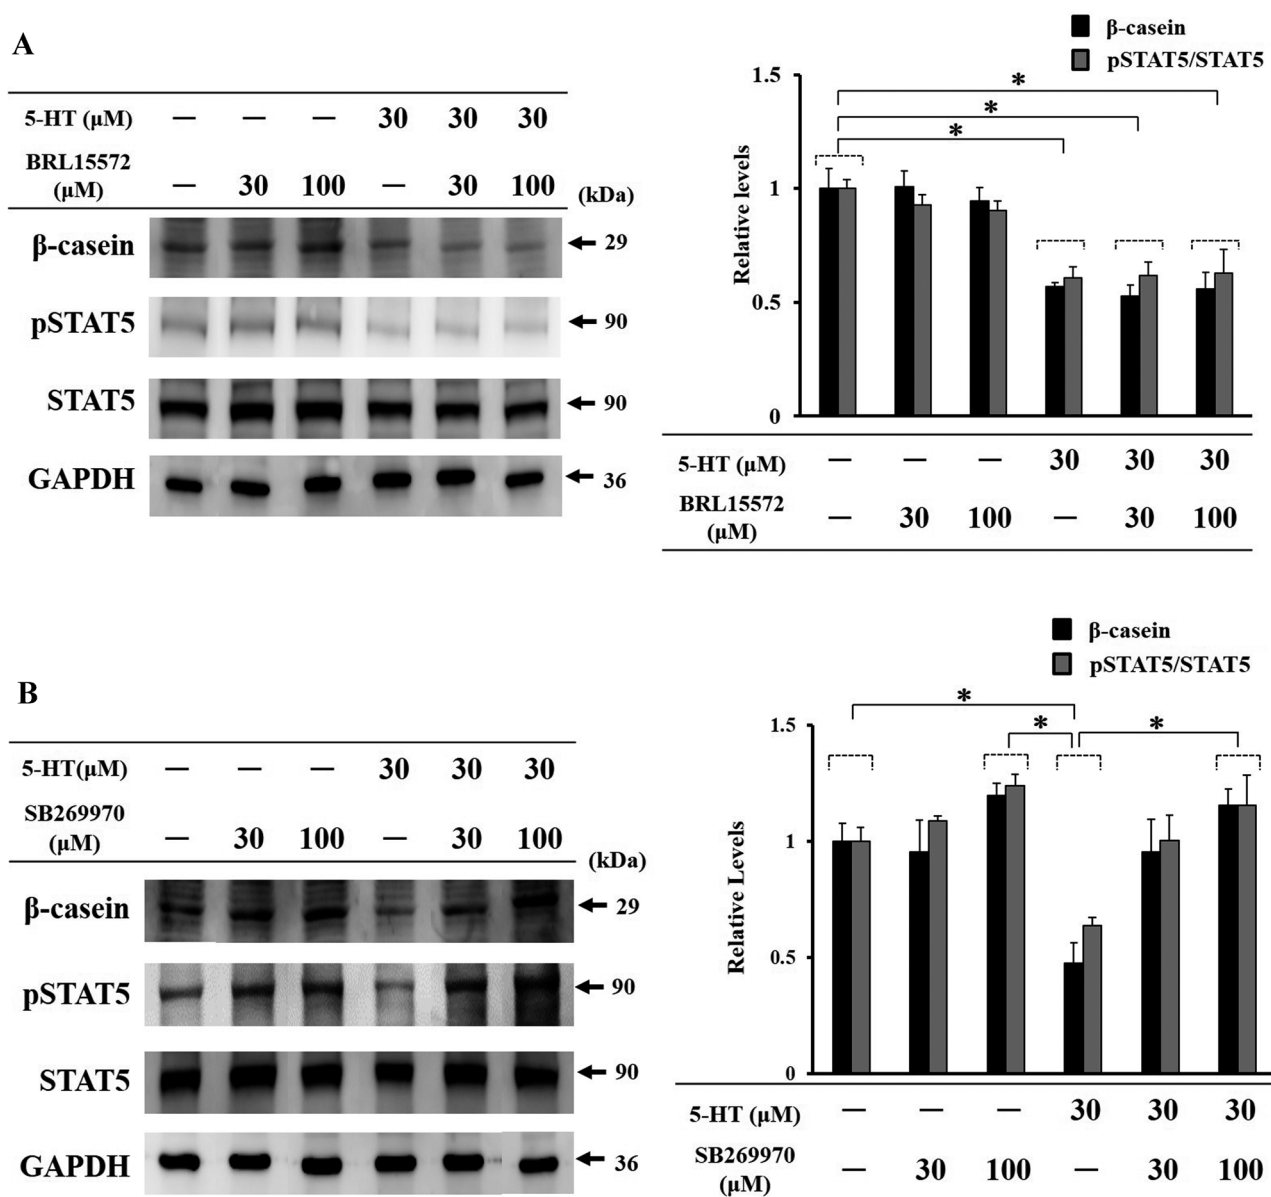 A
5-HT (μM) — — — 30 30 30
BRL15572
(μM) — 30 100 — 30 100 (kDa)
β-casein 29
pSTAT5 90
STAT5 90
GAPDH 36
β-casein
pSTAT5/STAT5
1.5
*
*
*
1
Relative levels
0.5
0
5-HT (μM) — — — 30 30 30
BRL15572
(μM) — 30 100 — 30 100
B
5-HT(μM) — — — 30 30 30
SB269970
(μM) — 30 100 — 30 100
(kDa)
β-casein 29
pSTAT5 90
STAT5 90
GAPDH 36
β-casein
pSTAT5/STAT5
*
1.5
* *
1
Relative Levels
0.5
0
5-HT (μM) — — — 30 30 30
SB269970
(μM) — 30 100 — 30 100